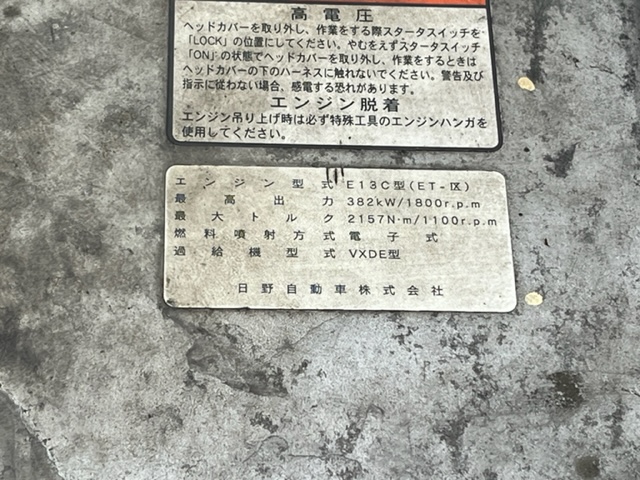 高電圧
ヘッドカバーを取り外し、作業をする際スタータスイッチを
「LOCK」の位置にしてください。やむをえずスタータスイッチ
「ON」の状態でヘッドカバーを取り外し、作業をするときは
ヘッドカバーの下のハーネスに触れないでください。警告及び
指示に従わない場合、感電する恐れがあります。
エンジン脱着
エンジン吊り上げ時は必ず特殊工具のエンジンハンガを
使用してください。
エンジン型式 E13C型(ET-Ⅸ)
最高出力 382kW/1800r.p.m
最大トルク 2157N·m/1100r.p.m
燃料噴射方式 電子式
過給機型式 VXDE型
日野自動車株式会社